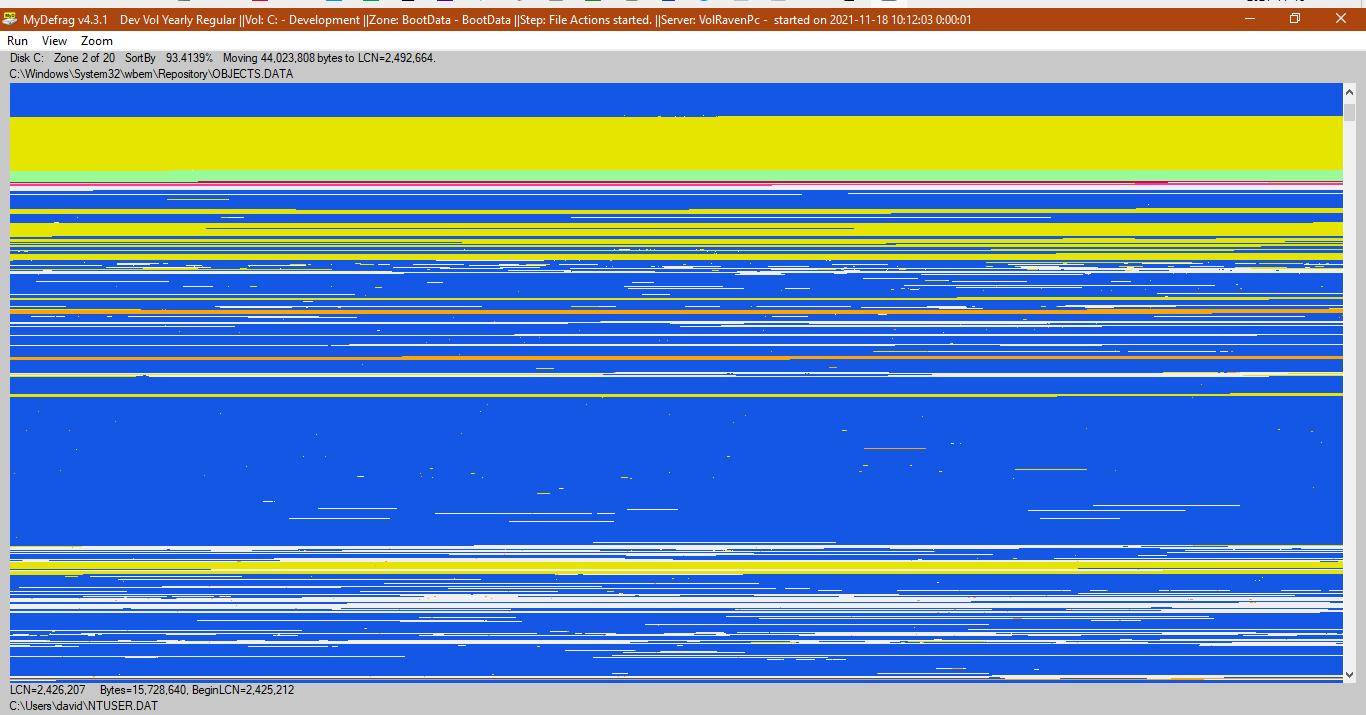 MyDefrag v4.3.1 Dev Vol Yearly Regular ||Vol: C: - Development ||Zone: BootData - BootData ||Step: File Actions started. ||Server: VolRavenPc - started on 2021-11-18 10:12:03 0:00:01
Run View Zoom
Disk C: Zone 2 of 20 SortBy 93.4139% Moving 44,023,808 bytes to LCN=2,492,664.
C:\Windows\System32\wbem\Repository\OBJECTS.DATA
LCN=2,426,207 Bytes=15,728,640, BeginLCN=2,425,212
C:\Users\david\NTUSER.DAT